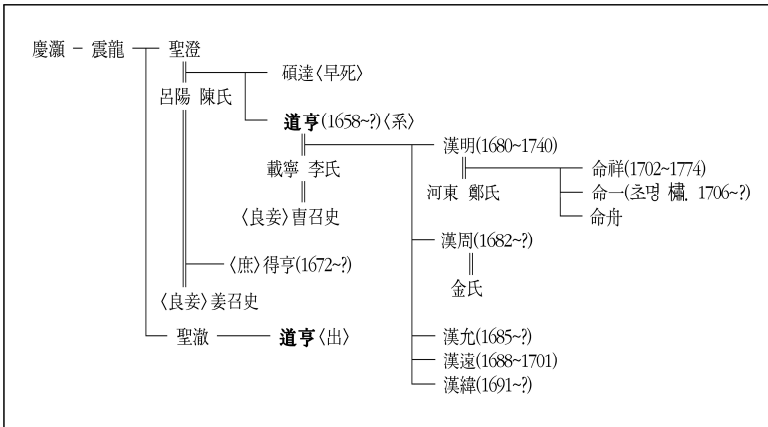 慶灝 - 震龍 聖澄
碩達〈早死〉
呂陽 陳氏
道亨(1658~?)〈系〉
漢明(1680~1740)
載寧 李氏
命祥(1702~1774)
河東 鄭氏
命一(초명 橚, 1706~?)
〈良妾〉曺召史
命舟
漢周(1682~?)
〈庶〉得亨(1672~?)
金氏
〈良妾〉姜召史
聖澈 道亨〈出〉
漢允(1685~?)
漢遠(1688~1701)
漢緯(1691~?)